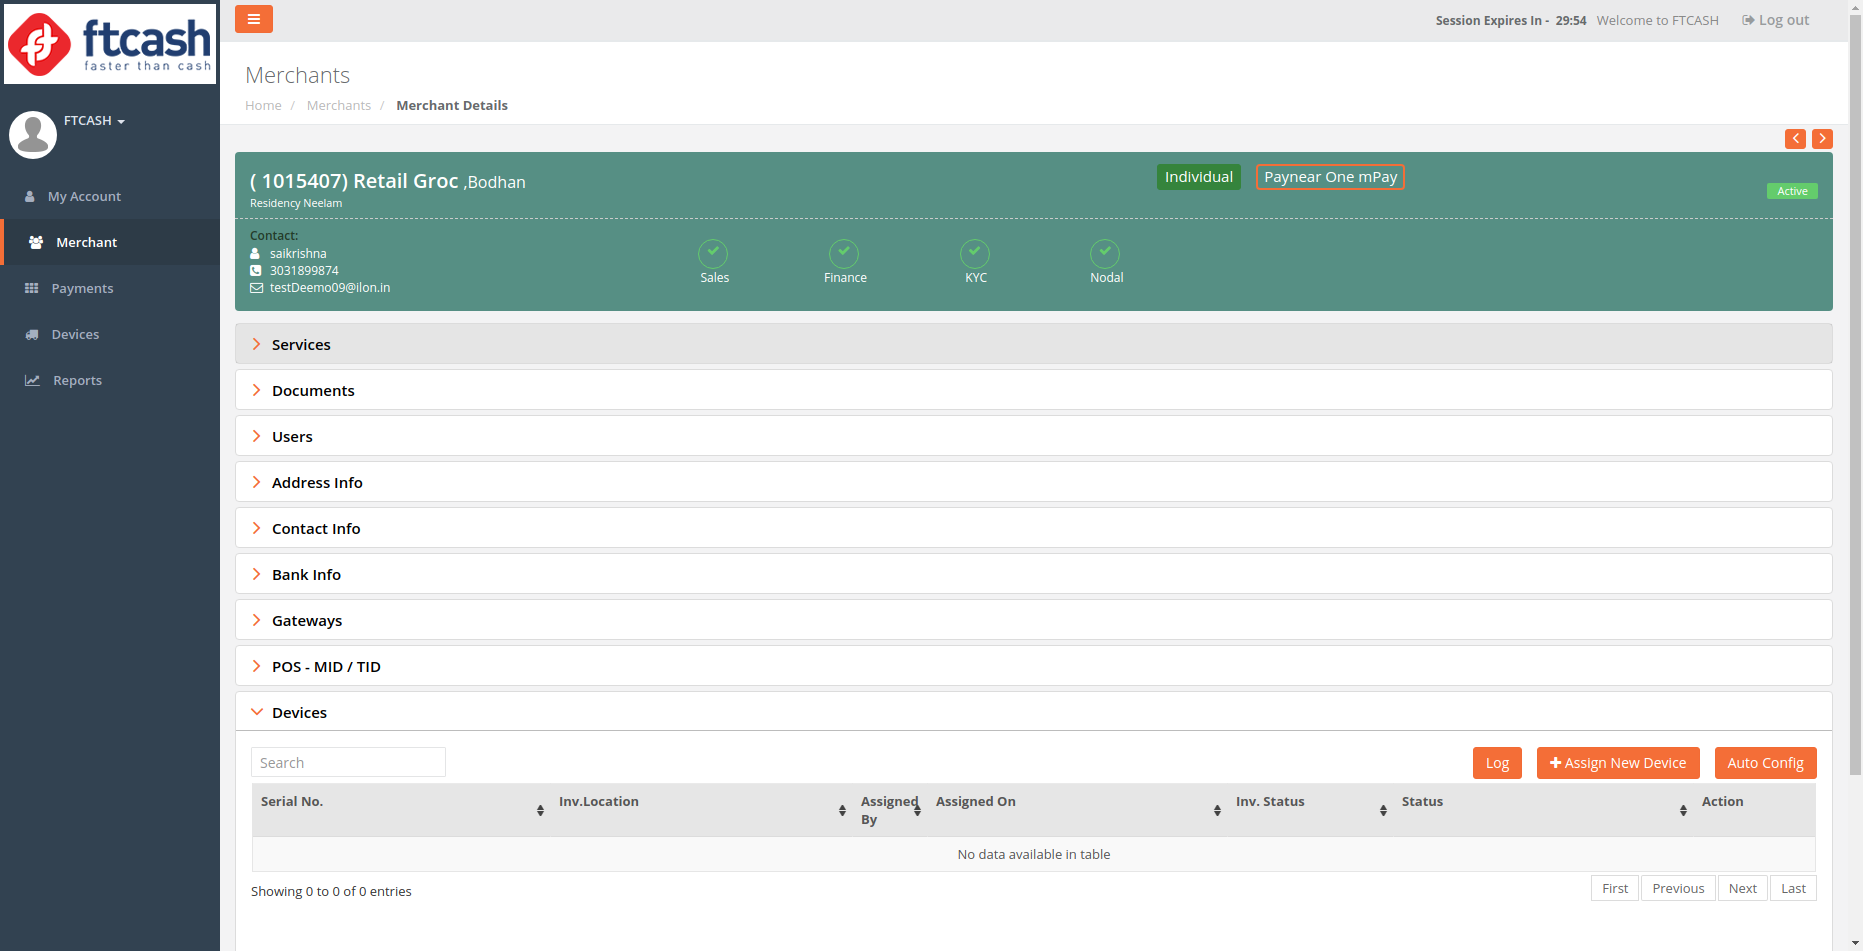 ftcash
faster than cash
Session Expires In - 29:54 Welcome to FTCASH Log out
Merchants
Home / Merchants / Merchant Details
FTCASH
My Account
Merchant
Payments
Devices
Reports
( 1015407) Retail Groc ,Bodhan
Residency Neelam
Individual
Paynear One mPay
Active
Contact:
saikrishna
3031899874
testDeemo09@ilon.in
Sales
Finance
KYC
Nodal
Services
Documents
Users
Address Info
Contact Info
Bank Info
Gateways
POS - MID / TID
Devices
Search
Log
Assign New Device
Auto Config
Serial No. Inv.Location Assigned By Assigned On Inv. Status Status Action
No data available in table
Showing 0 to 0 of 0 entries
First Previous Next Last